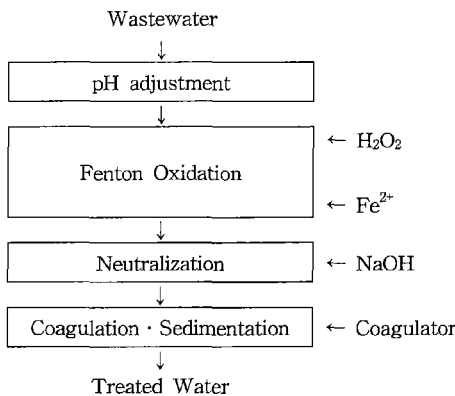 Wastewater
↓
pH adjustment
↓
← H₂O₂
Fenton Oxidation
← Fe²⁺
↓
Neutralization ← NaOH
↓
Coagulation · Sedimentation ← Coagulator
↓
Treated Water